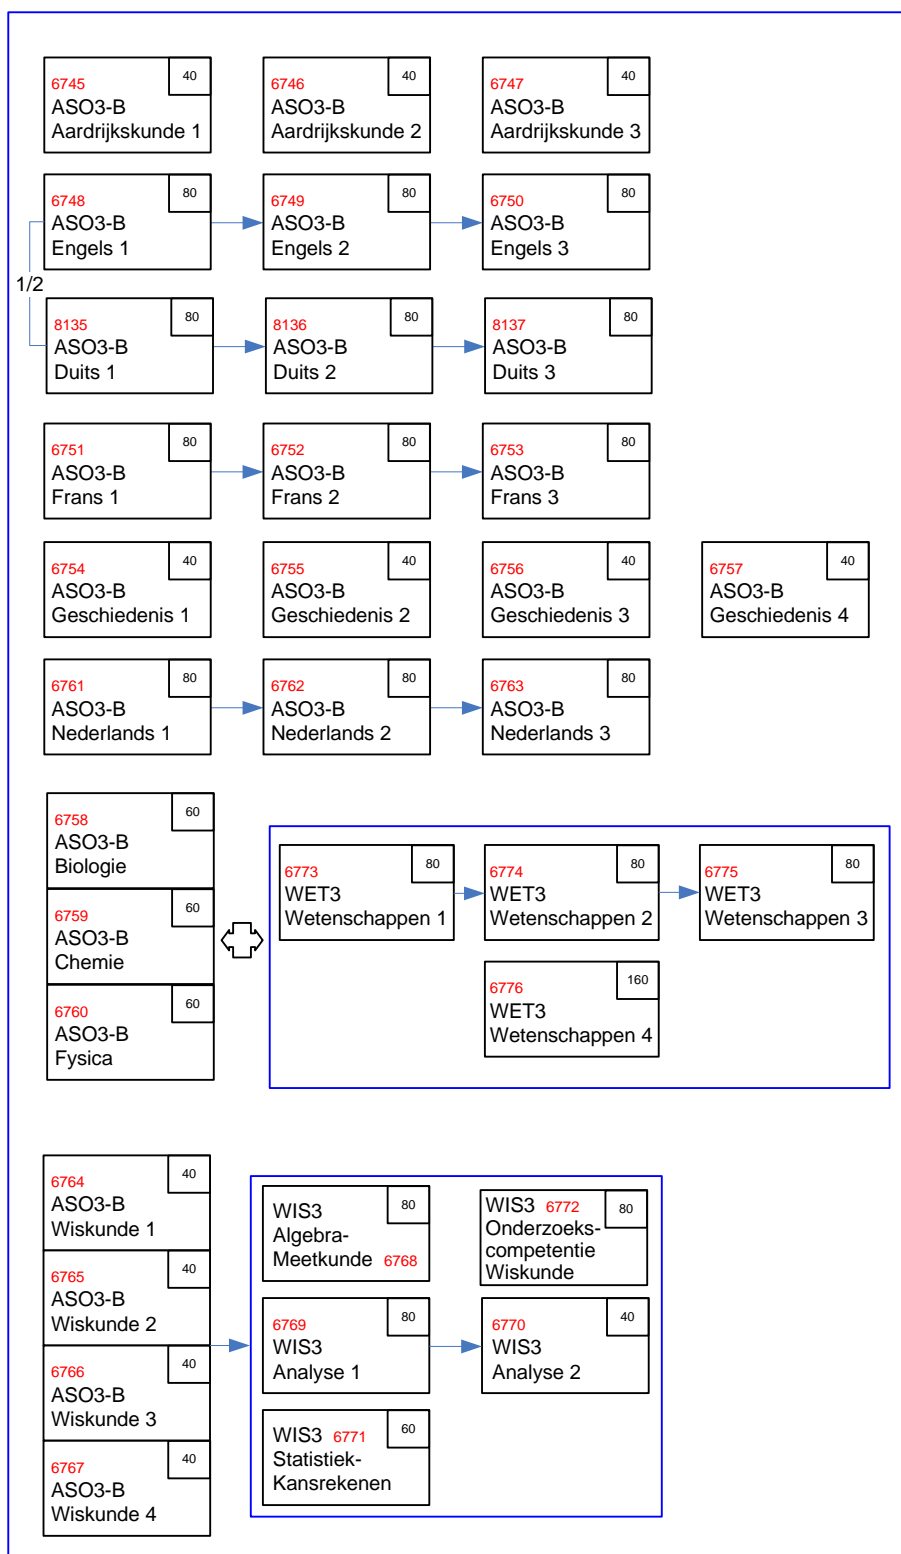 6745 40
ASO3-B
Aardrijkskunde 1
6746 40
ASO3-B
Aardrijkskunde 2
6747 40
ASO3-B
Aardrijkskunde 3
6748 80
ASO3-B
Engels 1
6749 80
ASO3-B
Engels 2
6750 80
ASO3-B
Engels 3
1/2
8135 80
ASO3-B
Duits 1
8136 80
ASO3-B
Duits 2
8137 80
ASO3-B
Duits 3
6751 80
ASO3-B
Frans 1
6752 80
ASO3-B
Frans 2
6753 80
ASO3-B
Frans 3
6754 40
ASO3-B
Geschiedenis 1
6755 40
ASO3-B
Geschiedenis 2
6756 40
ASO3-B
Geschiedenis 3
6757 40
ASO3-B
Geschiedenis 4
6761 80
ASO3-B
Nederlands 1
6762 80
ASO3-B
Nederlands 2
6763 80
ASO3-B
Nederlands 3
6758 60
ASO3-B
Biologie
6759 60
ASO3-B
Chemie
6760 60
ASO3-B
Fysica
6773 80
WET3
Wetenschappen 1
6774 80
WET3
Wetenschappen 2
6775 80
WET3
Wetenschappen 3
6776 160
WET3
Wetenschappen 4
6764 40
ASO3-B
Wiskunde 1
6765 40
ASO3-B
Wiskunde 2
6766 40
ASO3-B
Wiskunde 3
6767 40
ASO3-B
Wiskunde 4
WIS3 80
Algebra-
Meetkunde 6768
WIS3 6772 80
Onderzoeks-
competentie
Wiskunde
6769 80
WIS3
Analyse 1
6770 40
WIS3
Analyse 2
WIS3 6771 60
Statistiek-
Kansrekenen